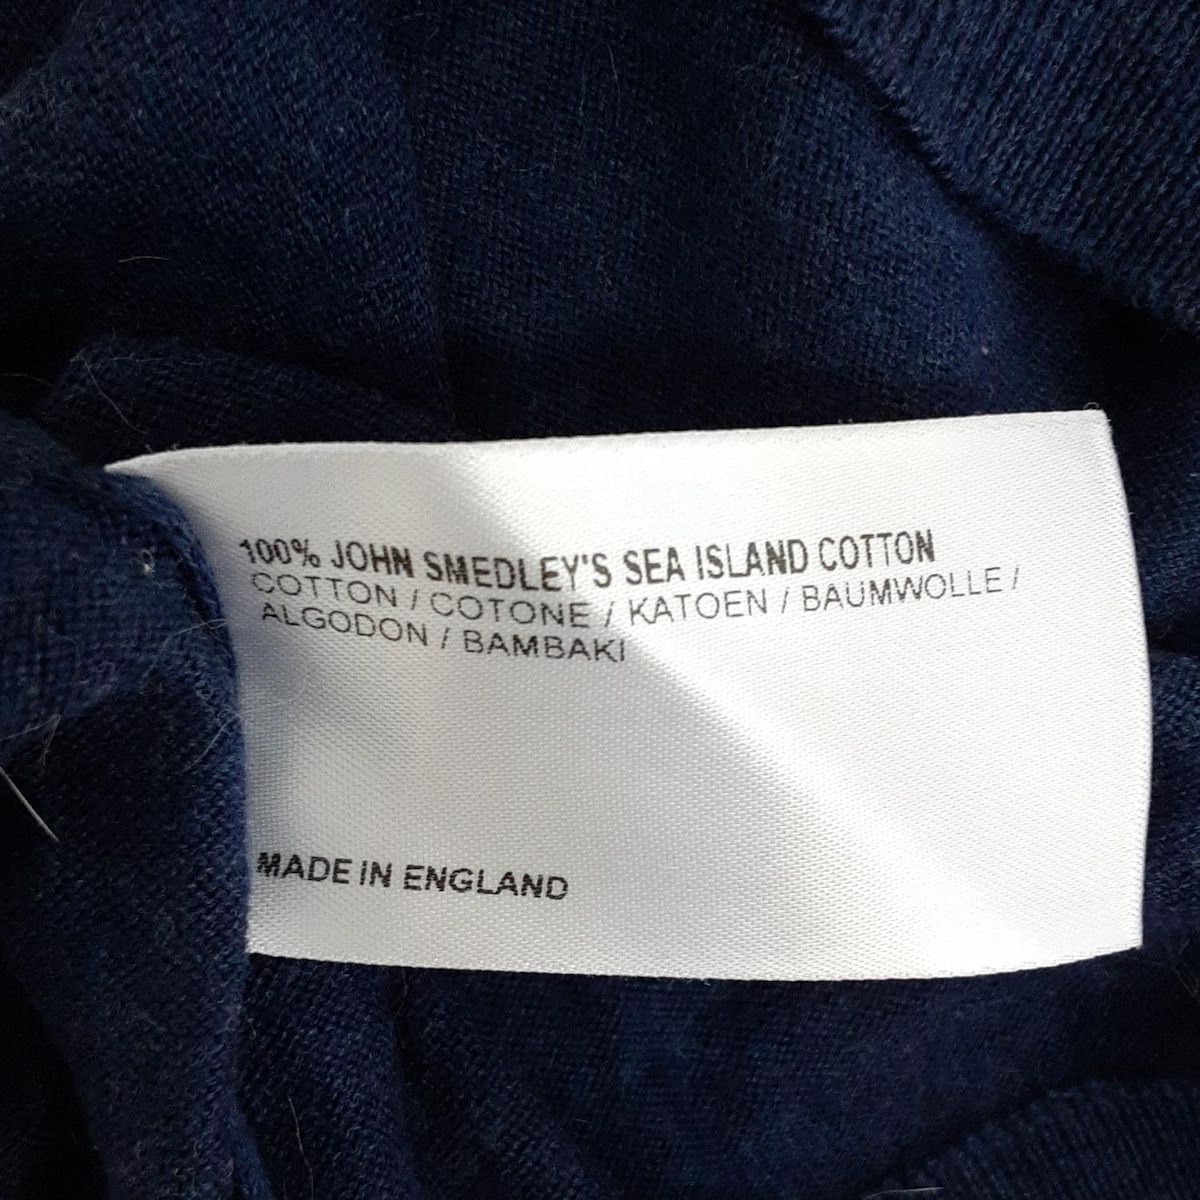 100% JOHN SMEDLEY'S SEA ISLAND COTTON
COTTON / COTONE / KATOEN / BAUMWOLLE /
ALGODON / BAMBAKI
MADE IN ENGLAND